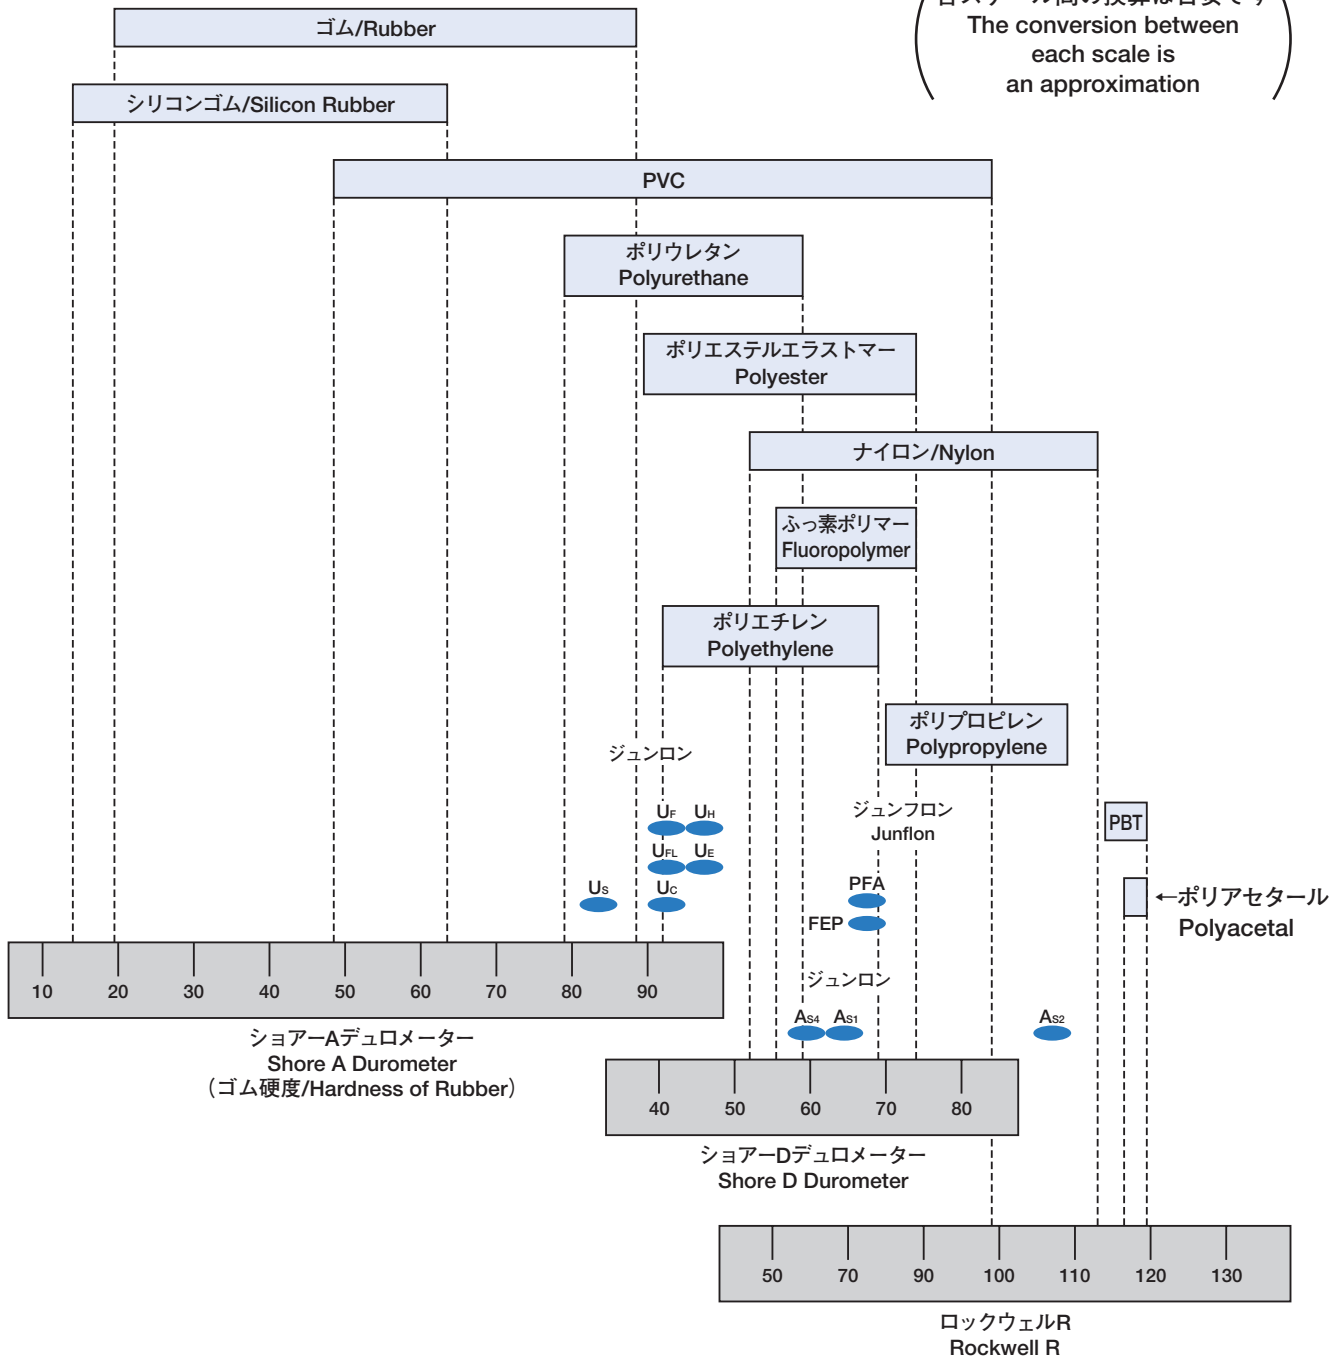 ゴム/Rubber
The conversion between
each scale is
an approximation
シリコンゴム/Silicon Rubber
PVC
ポリウレタン
Polyurethane
ポリエステルエラストマー
Polyester
ナイロン/Nylon
ふっ素ポリマー
Fluoropolymer
ポリエチレン
Polyethylene
ポリプロピレン
Polypropylene
ジュンロン
UF UH
UFL UE
US UC
ジュンフロン
Junflon
PFA
FEP
PBT
←ポリアセタール
Polyacetal
10 20 30 40 50 60 70 80 90
ショアーAデュロメーター
Shore A Durometer
(ゴム硬度/Hardness of Rubber)
ジュンロン
AS4 AS1 AS2
40 50 60 70 80
ショアーDデュロメーター
Shore D Durometer
50 70 90 100 110 120 130
ロックウェルR
Rockwell R